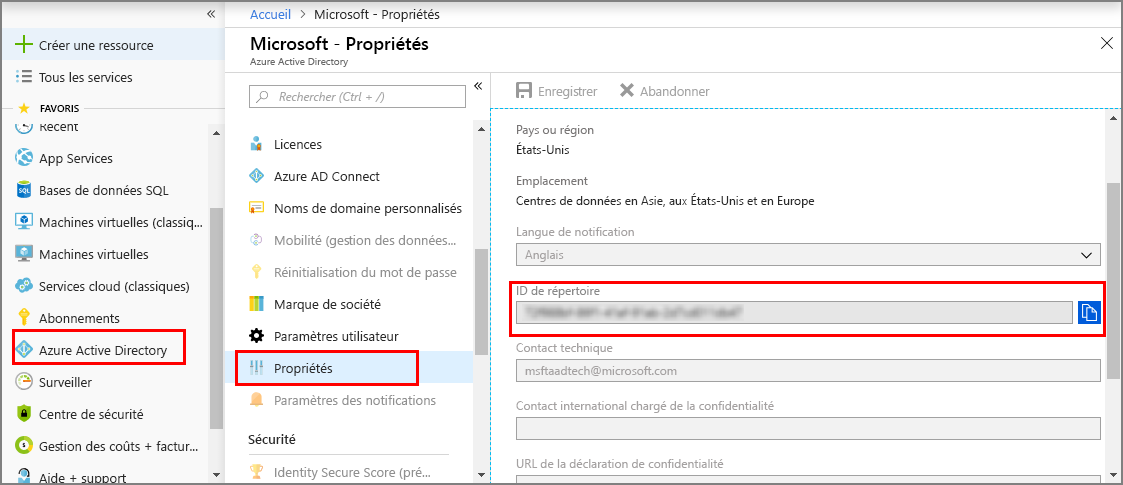 «
Créer une ressource
Tous les services
FAVORIS
Récent
App Services
Bases de données SQL
Machines virtuelles (classiq...
Machines virtuelles
Services cloud (classiques)
Abonnements
Azure Active Directory
Surveiller
Centre de sécurité
Gestion des coûts + factur...
Aide + support
Accueil > Microsoft - Propriétés
Microsoft - Propriétés
Azure Active Directory
Rechercher (Ctrl + /)
«
Licences
Azure AD Connect
Noms de domaine personnalisés
Mobilité (gestion des données...
Réinitialisation du mot de passe
Marque de société
Paramètres utilisateur
Propriétés
Paramètres des notifications
Sécurité
Identity Secure Score (pré...
Enregistrer
Abandonner
Pays ou région
États-Unis
Emplacement
Centres de données en Asie, aux États-Unis et en Europe
Langue de notification
Anglais
ID de répertoire
Contact technique
msftaadtech@microsoft.com
Contact international chargé de la confidentialité
URL de la déclaration de confidentialité